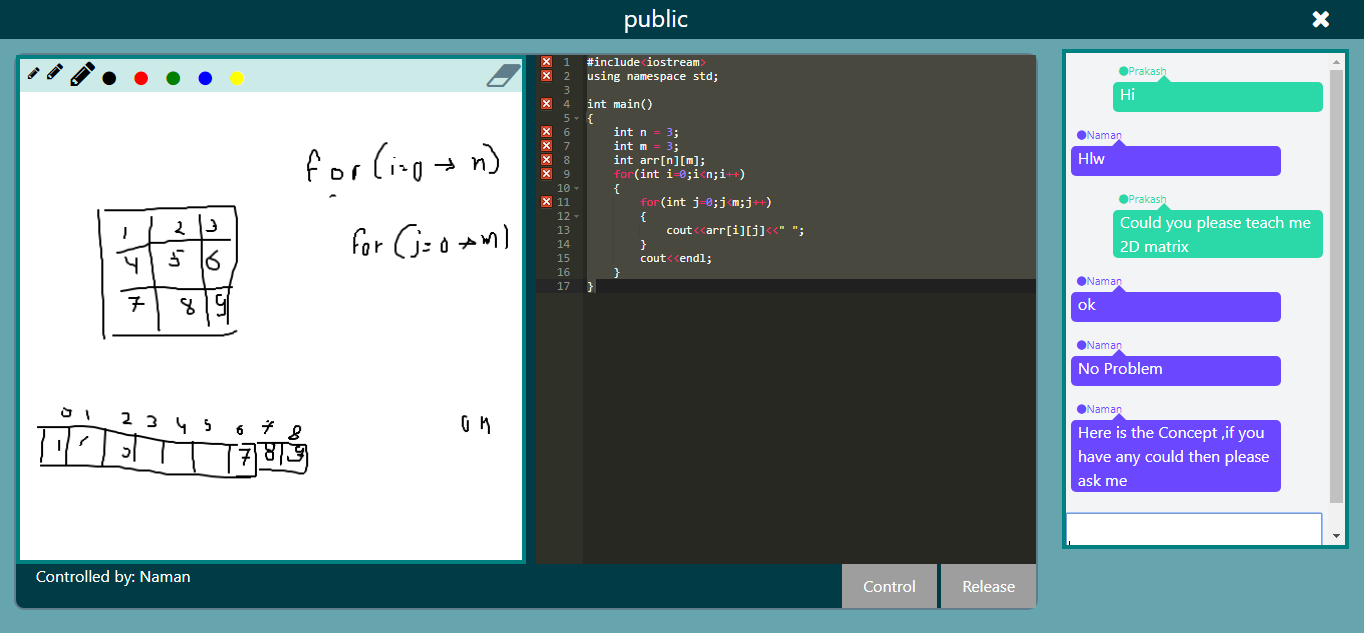 public
for (i=0 → n)
for (j=0 → m)
1 2 3
4 5 6
7 8 9
0 1 2 3 4 5 6 7 8
7 8 9
Controlled by: Naman
1 #include<iostream>
2 using namespace std;
3
4 int main()
5 {
6 int n = 3;
7 int m = 3;
8 int arr[n][m];
9 for(int i=0;i<n;i++)
10 {
11 for(int j=0;j<m;j++)
12 {
13 cout<<arr[i][j]<<" ";
14 }
15 cout<<endl;
16 }
17 }
Control Release
Prakash
Hi
Naman
Hlw
Prakash
Could you please teach me
2D matrix
Naman
ok
Naman
No Problem
Naman
Here is the Concept ,if you
have any could then please
ask me